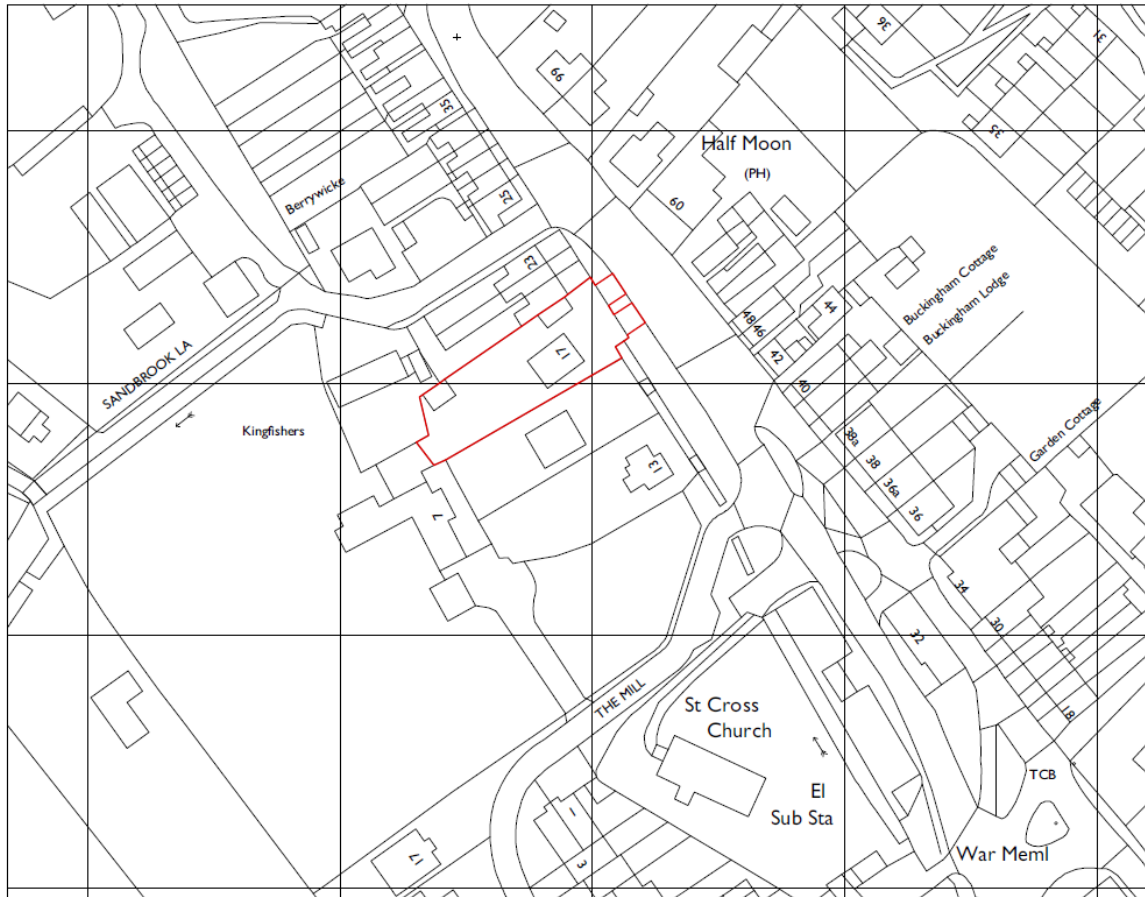 36
31
66
35
35
Half Moon
(PH)
Berrywicke
25
60
23
Buckingham Cottage
Buckingham Lodge
44
48
46
42
17
40
SANDBROOK LA
Kingfishers
38a
38
36a
36
Garden Cottage
13
7
34
30
32
18
THE MILL
St Cross
Church
TCB
El
Sub Sta
War Meml
1
3
17